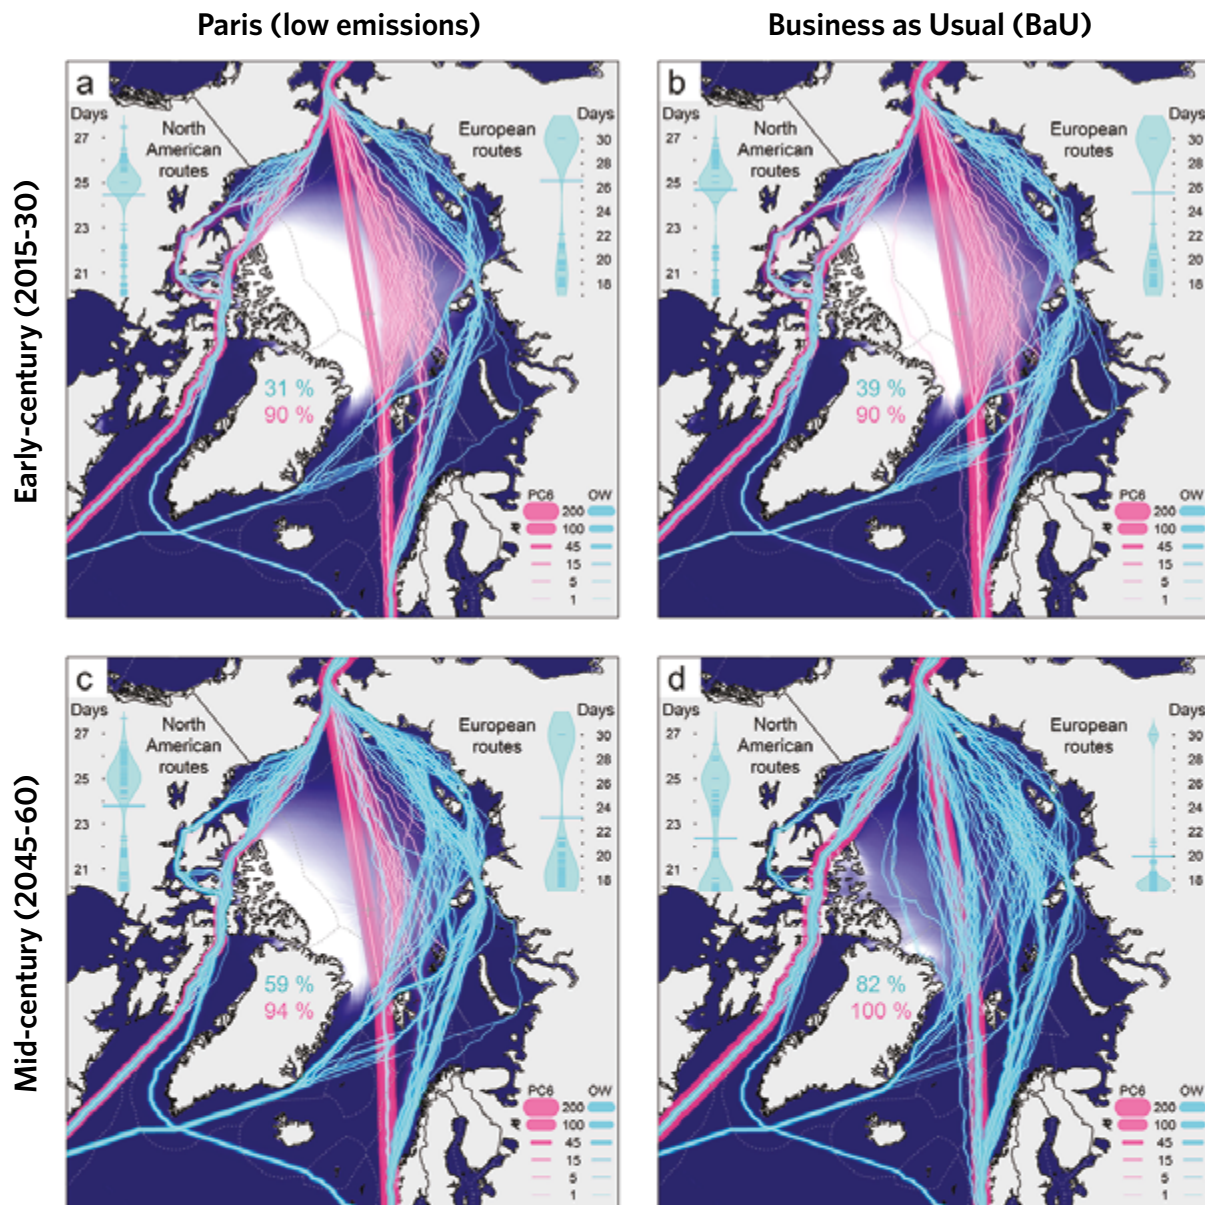 Paris (low emissions)
Business as Usual (BaU)
Early-century (2015-30)
a
Days
27
25
23
21
North
American
routes
European
routes
Days
30
28
26
24
22
20
18
31 %
90 %
PC6 OW
200
100
45
15
5
1
b
Days
27
25
23
21
North
American
routes
European
routes
Days
30
28
26
24
22
20
18
39 %
90 %
PC6 OW
200
100
45
15
5
1
Mid-century (2045-60)
c
Days
27
25
23
21
North
American
routes
European
routes
Days
30
28
26
24
22
20
18
59 %
94 %
PC6 OW
200
100
45
15
5
1
d
Days
27
25
23
21
North
American
routes
European
routes
Days
30
28
26
24
22
20
18
82 %
100 %
PC6 OW
200
100
45
15
5
1